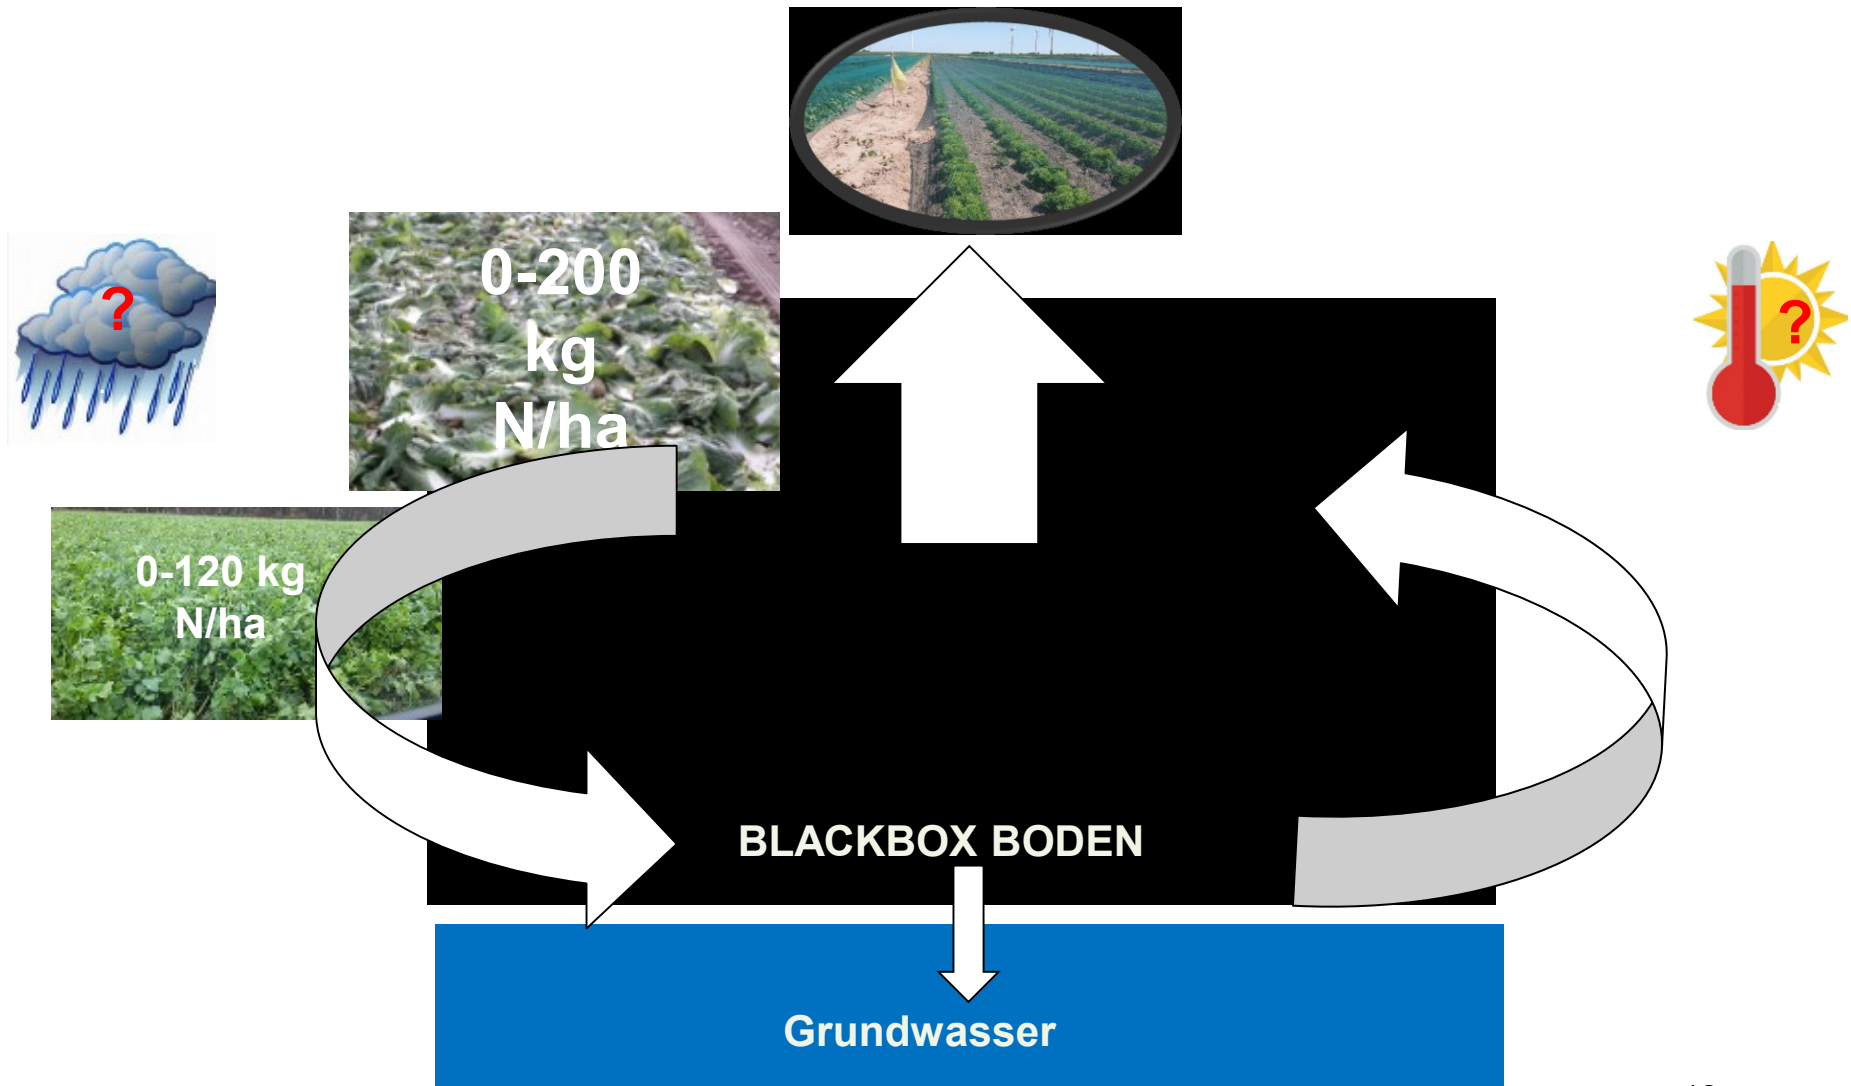 ?
0-200
kg
N/ha
?
0-120 kg
N/ha
BLACKBOX BODEN
Grundwasser